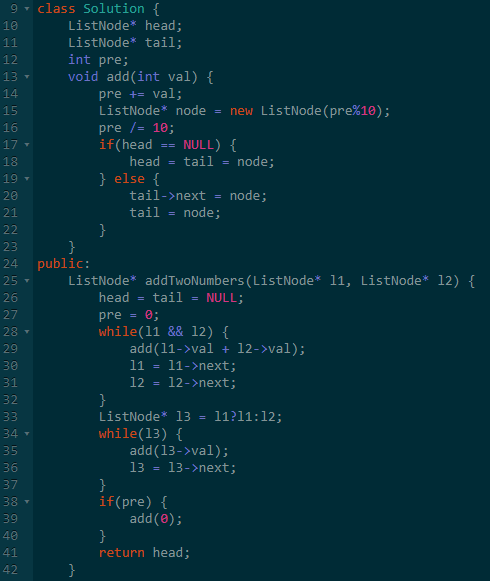 9 class Solution {
10     ListNode* head;
11     ListNode* tail;
12     int pre;
13     void add(int val) {
14         pre += val;
15         ListNode* node = new ListNode(pre%10);
16         pre /= 10;
17         if(head == NULL) {
18             head = tail = node;
19         } else {
20             tail->next = node;
21             tail = node;
22         }
23     }
24 public:
25     ListNode* addTwoNumbers(ListNode* l1, ListNode* l2) {
26         head = tail = NULL;
27         pre = 0;
28         while(l1 && l2) {
29             add(l1->val + l2->val);
30             l1 = l1->next;
31             l2 = l2->next;
32         }
33         ListNode* l3 = l1?l1:l2;
34         while(l3) {
35             add(l3->val);
36             l3 = l3->next;
37         }
38         if(pre) {
39             add(0);
40         }
41         return head;
42     }